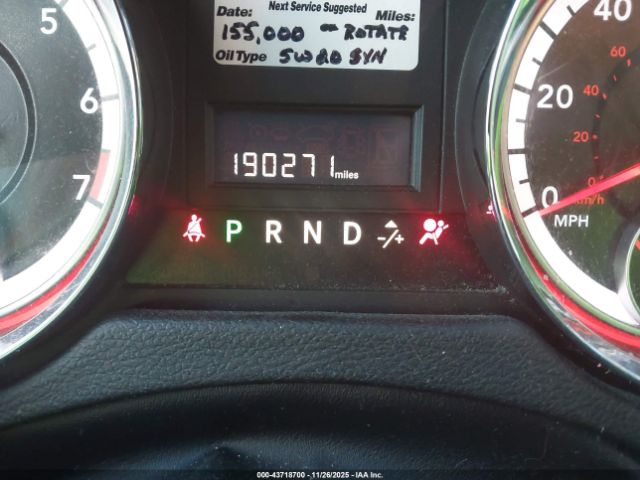 Next Service Suggested
Date: Miles:
155,000 ROTATE
Oil Type 5W20 SYN
5
6
7
190271 miles
P R N D -/+
40
20
0
MPH
60
40
20
km/h
000-43718700 — 11/26/2025 — IAA Inc.